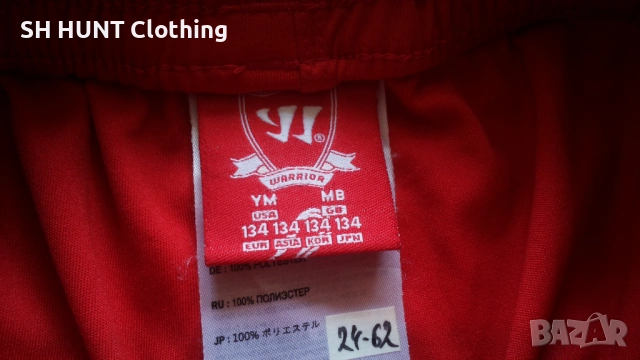 SH HUNT Clothing
®
WARRIOR
YM MB
USA GB
134 134 134 134
EUR ASIA KOR JPN
DE: 100% POLYESTER
RU: 100% ПОЛИЭСТЕР
JP: 100% ポリエステル
24-62
BAZAR